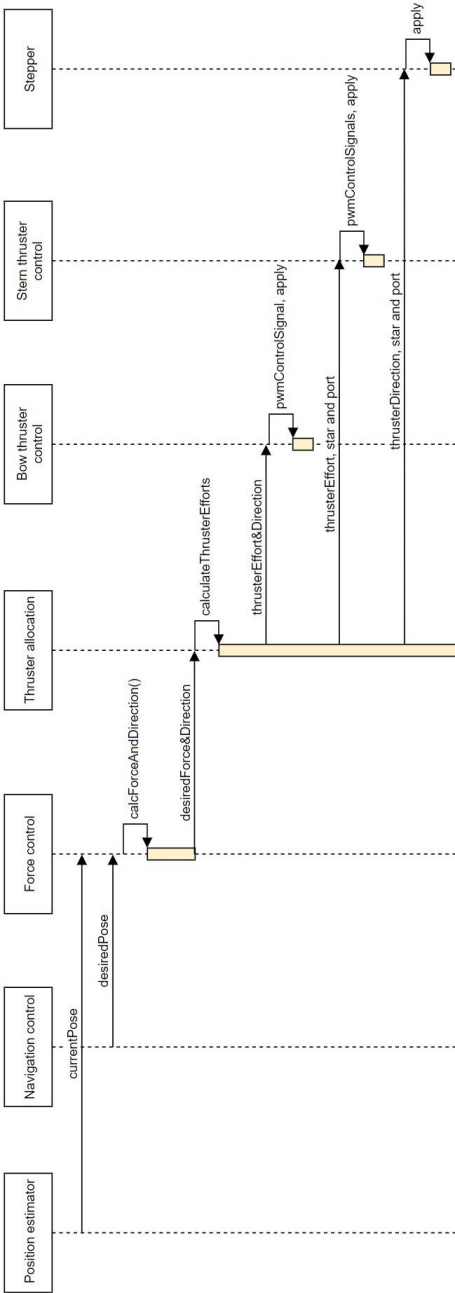 Position estimator
Navigation control
Force control
Thruster allocation
Bow thruster
control
Stern thruster
control
Stepper
currentPose
desiredPose
calcForceAndDirection()
desiredForce&Direction
calculateThrusterEfforts
thrusterEffort&Direction
pwmControlSignal, apply
thrusterEffort, star and port
pwmControlSignals, apply
thrusterDirection, star and port
apply